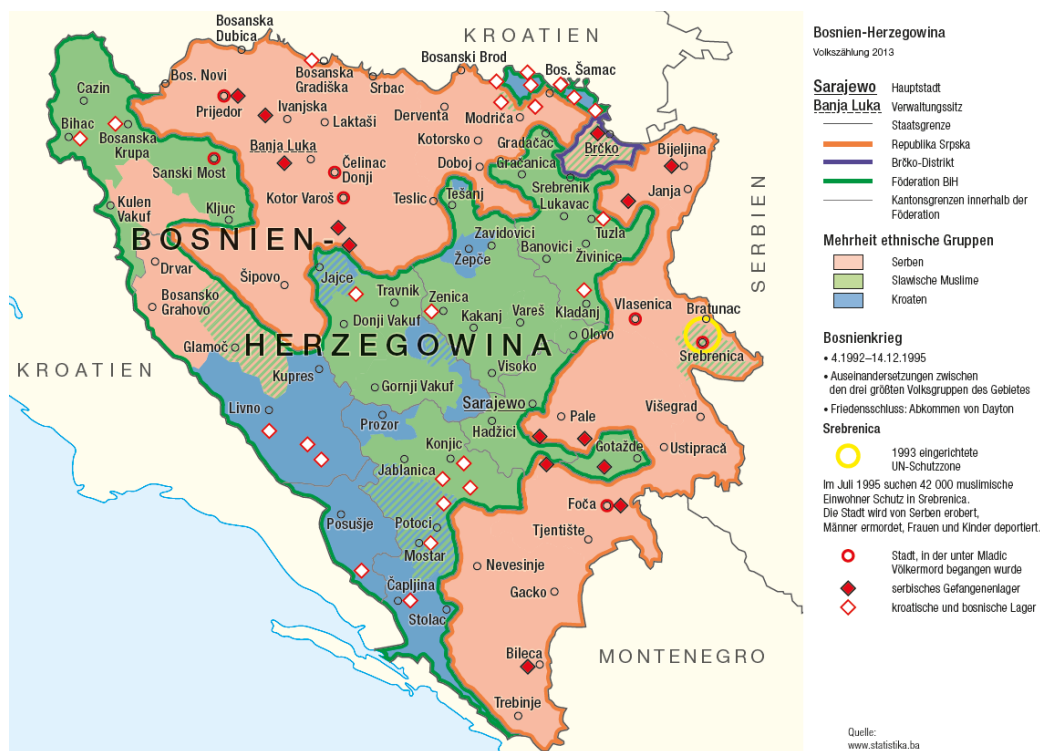 Bosanska
Dubica
KROATIEN
Bosanski Brod
Bos. Šamac
Bos. Novi
Bosanska
Gradiška
Srbac
Cazin
Prijedor
Ivanjska
Laktaši
Derventa
Modriča
Bihac
Bosanska
Krupa
Banja Luka
Kotorsko
Gradačac
Brčko
Bijeljina
Sanski Most
Čelinac
Donji
Doboj
Gračanica
Janja
Kljuc
Kotor Varoš
Teslic
Tešanj
Srebrenik
Lukavac
Kulen
Vakuf
Tuzla
BOSNIEN-
Zavidovici
Banovici
Živinice
SERBIEN
Drvar
Šipovo
Jajce
Žepče
Bosansko
Grahovo
Travnik
Zenica
Vareš
Kladanj
Vlasenica
Bratunac
Donji Vakuf
Kakanj
Olovo
Srebrenica
Glamoč
HERZEGOWINA
KROATIEN
Kupres
Visoko
Gornji Vakuf
Livno
Sarajewo
Prozor
Hadžici
Pale
Višegrad
Konjic
Gotažde
Ustipracă
Jablanica
Foča
Posušje
Potoci
Tjentište
Mostar
Nevesinje
Čapljina
Gacko
Stolac
Bileca
MONTENEGRO
Trebinje
Bosnien-Herzegowina
Volkszählung 2013
Sarajewo Hauptstadt
Banja Luka Verwaltungssitz
Staatsgrenze
Republika Srpska
Brčko-Distrikt
Föderation BiH
Kantonsgrenzen innerhalb der
Föderation
Mehrheit ethnische Gruppen
Serben
Slawische Muslime
Kroaten
Bosnienkrieg
• 4.1992–14.12.1995
• Auseinandersetzungen zwischen
den drei größten Volksgruppen des Gebietes
• Friedensschluss: Abkommen von Dayton
Srebrenica
1993 eingerichtete
UN-Schutzzone
Im Juli 1995 suchen 42 000 muslimische
Einwohner Schutz in Srebrenica.
Die Stadt wird von Serben erobert,
Männer ermordet, Frauen und Kinder deportiert.
Stadt, in der unter Mladic
Völkermord begangen wurde
serbisches Gefangenenlager
kroatische und bosnische Lager
Quelle:
www.statistika.ba